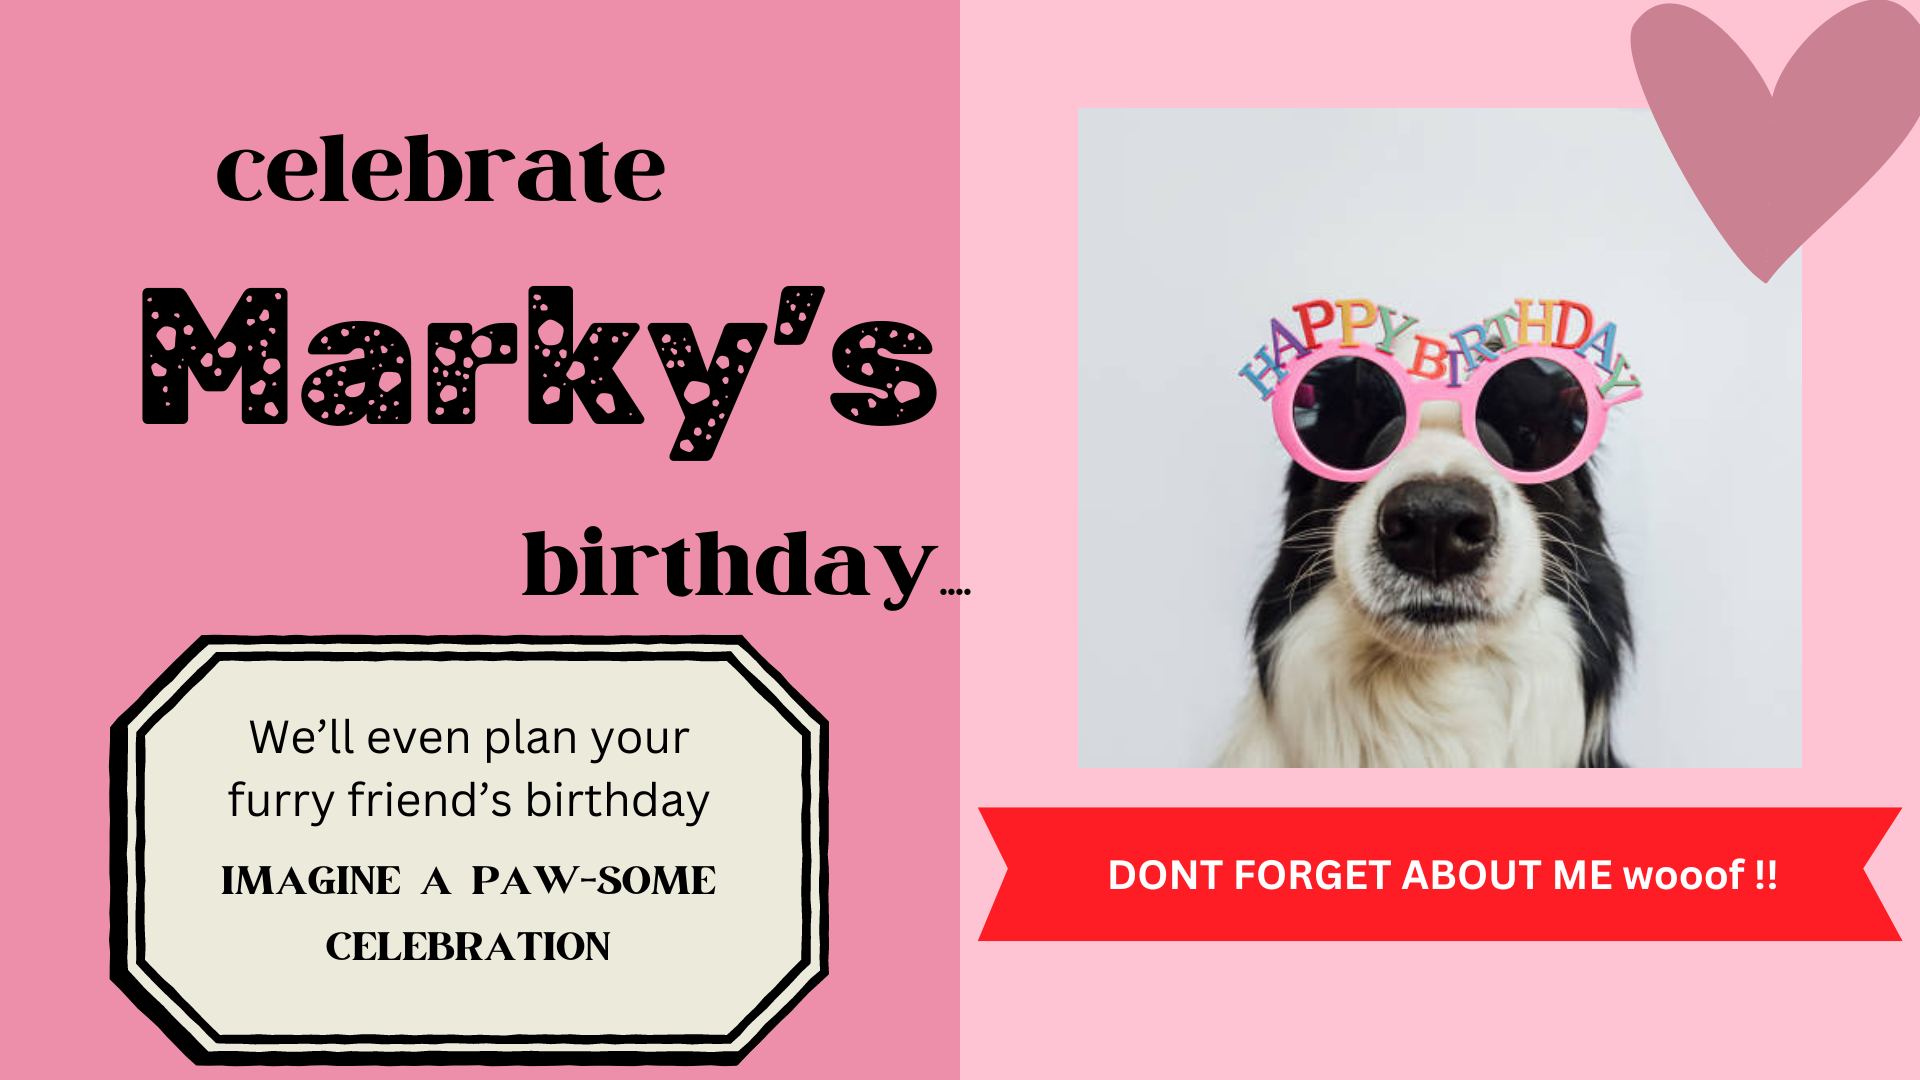 celebrate
Marky’s
birthday....
We’ll even plan your
furry friend’s birthday
IMAGINE A PAW-SOME
CELEBRATION
HAPPY BIRTHDAY
DONT FORGET ABOUT ME wooof !!